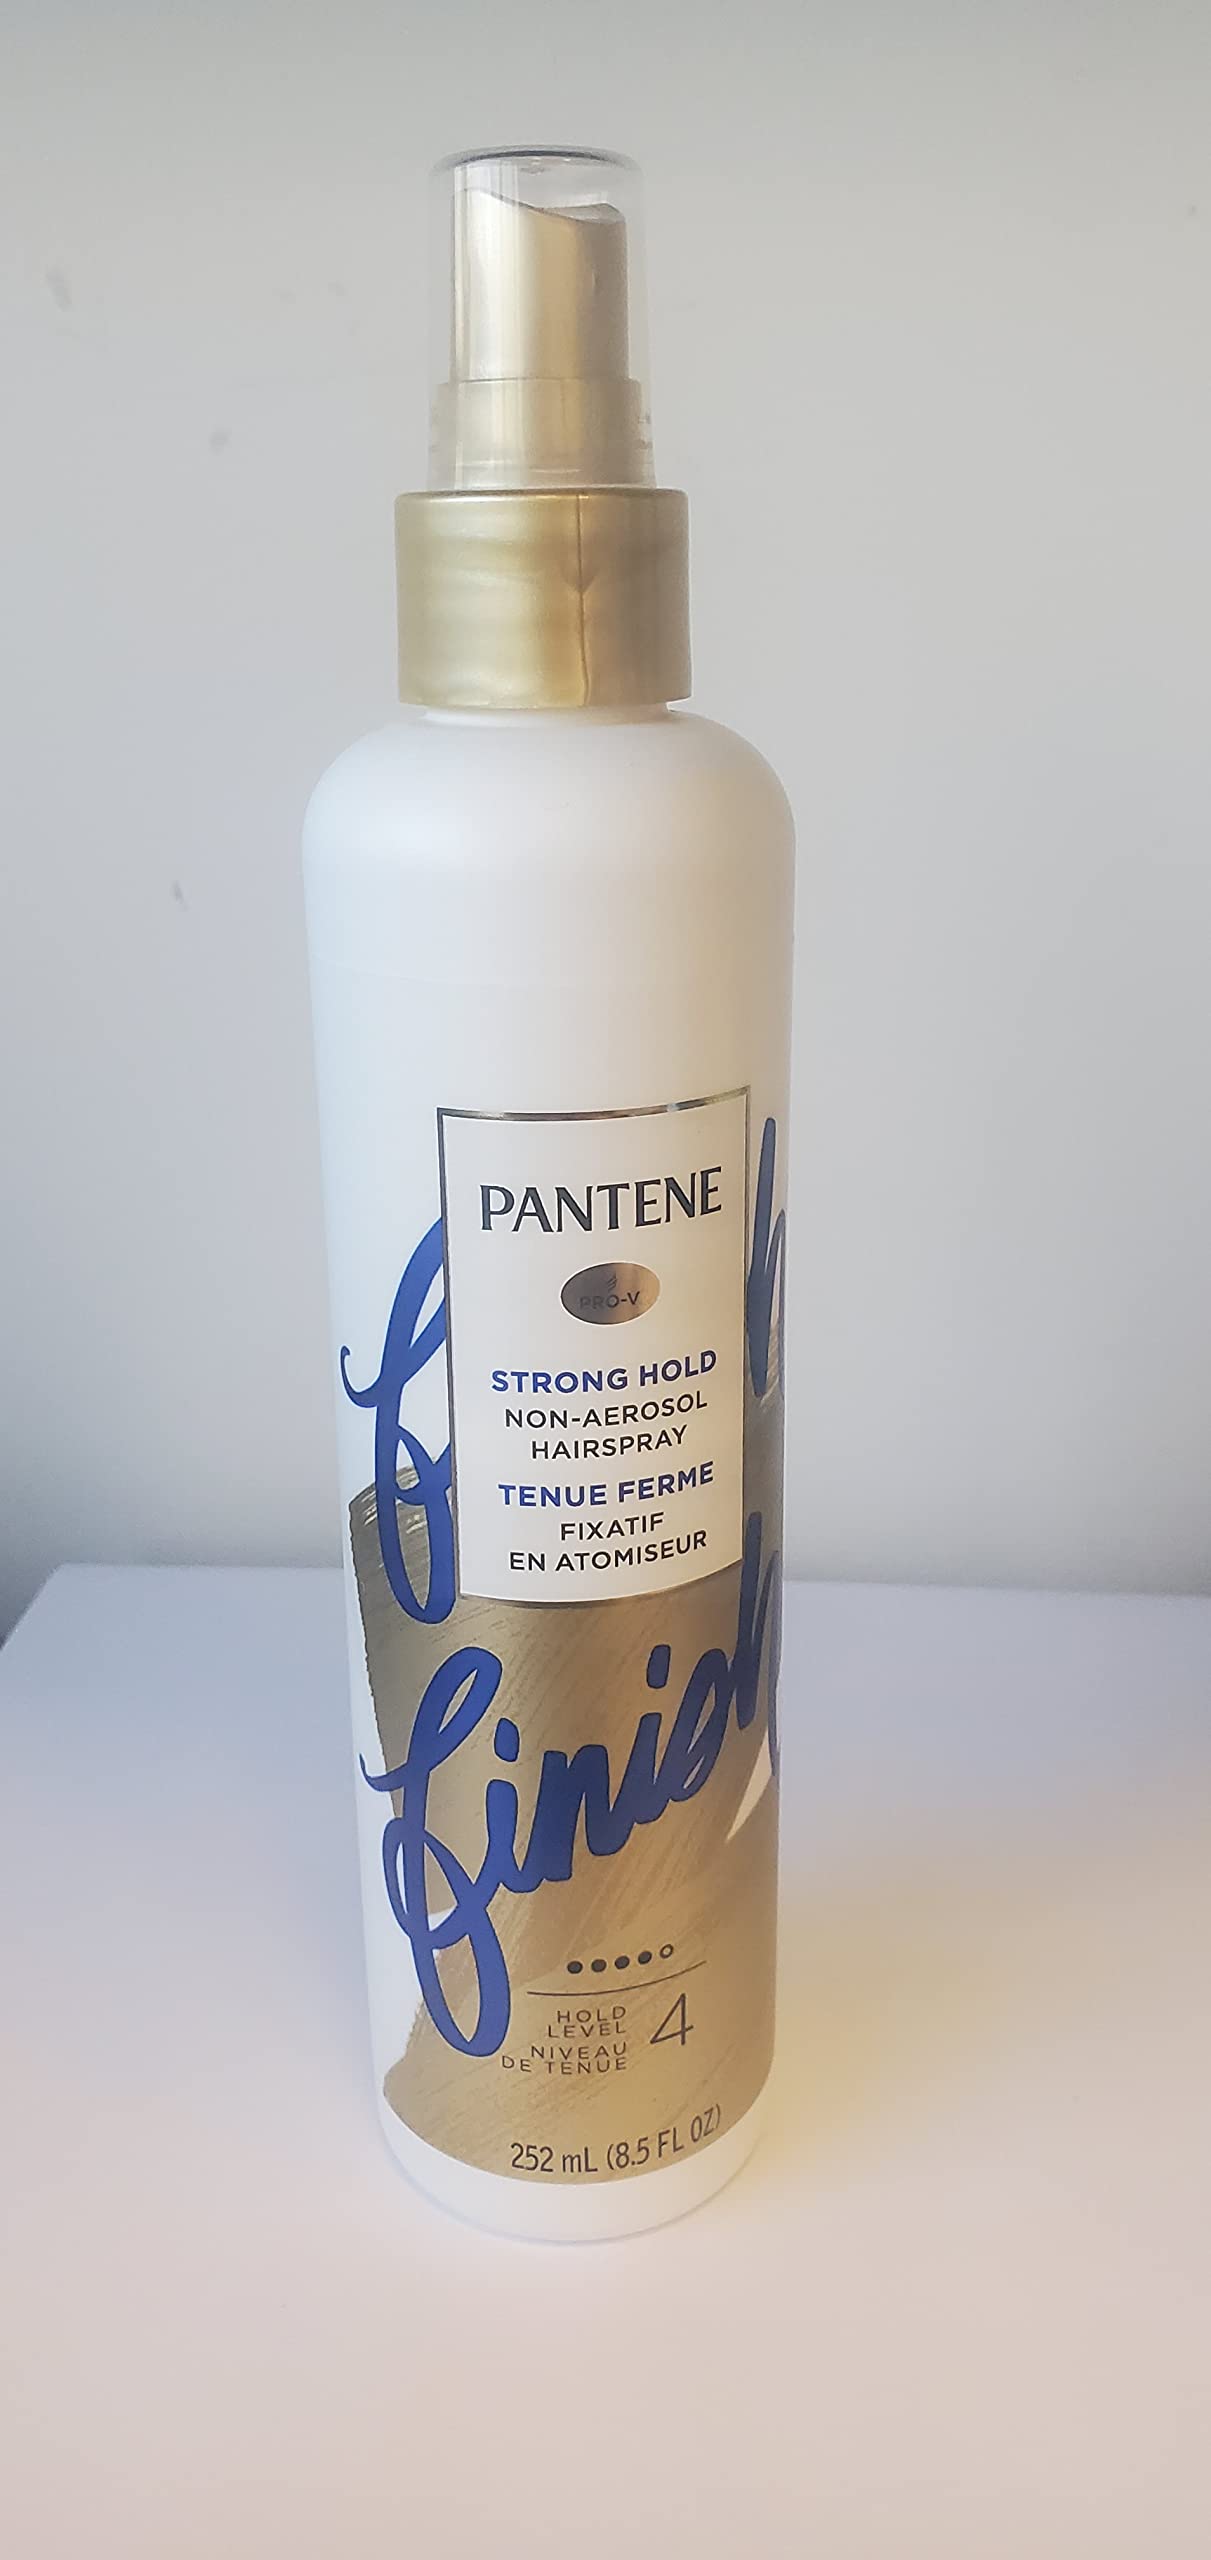 PANTENE
PRO-V
STRONG HOLD
NON-AEROSOL
HAIRSPRAY
TENUE FERME
FIXATIF
EN ATOMISEUR
finish
HOLD
LEVEL
NIVEAU
DE TENUE
4
252 mL (8.5 FL OZ)